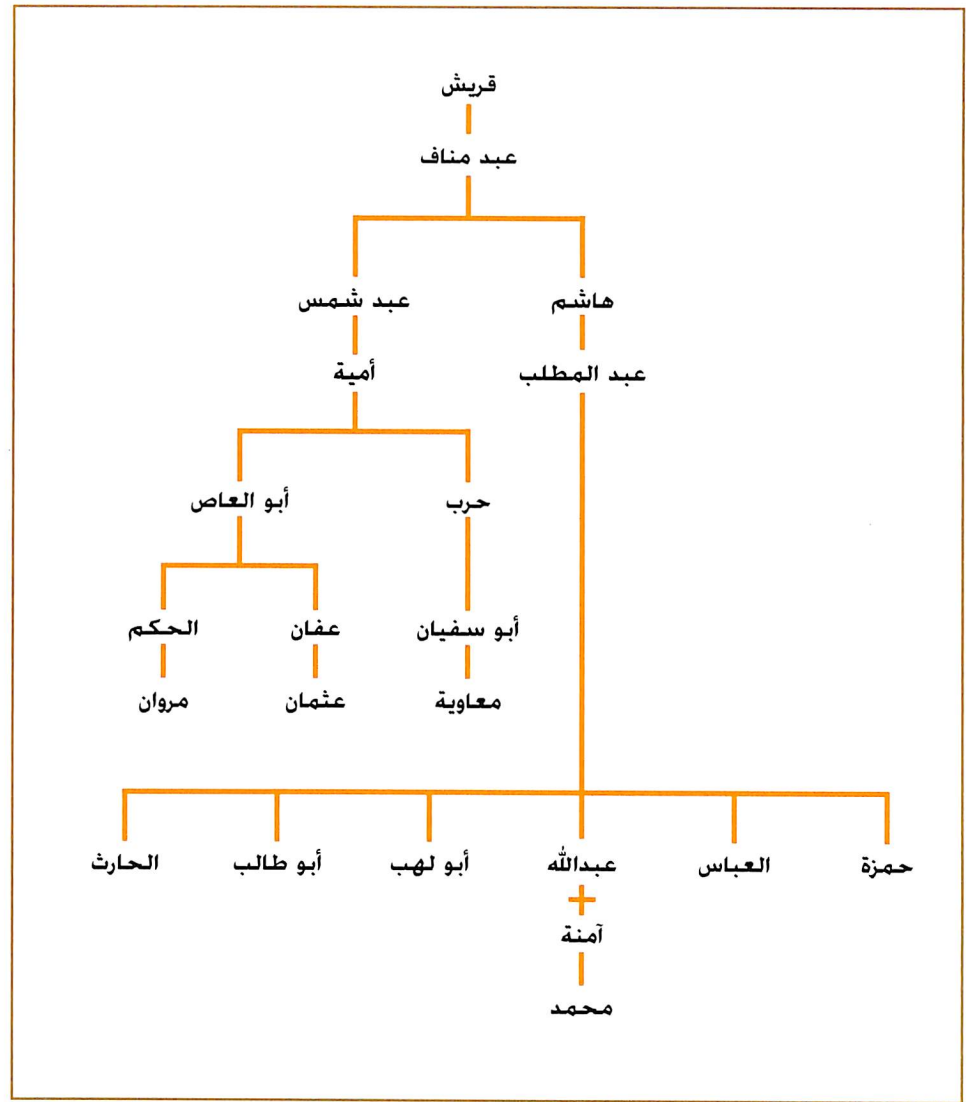 قريش
عبد مناف
هاشم
عبد شمس
عبد المطلب
أمية
حرب
أبو العاص
أبو سفيان
عفان
الحكم
معاوية
عثمان
مروان
حمزة
العباس
عبدالله
أبو لهب
أبو طالب
الحارث
آمنة
محمد